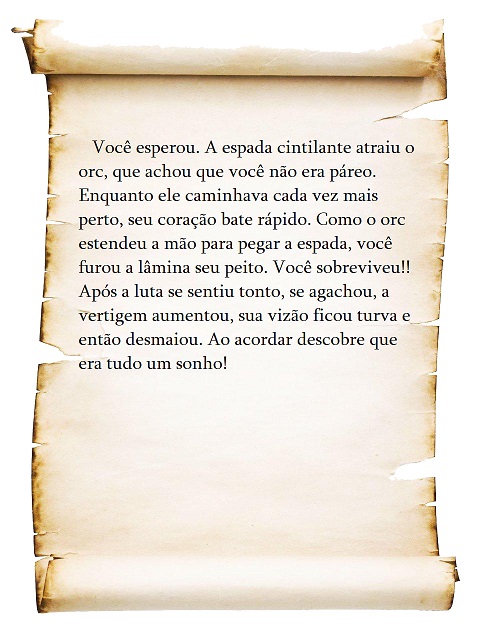 Você esperou. A espada cintilante atraiu o
orc, que achou que você não era páreo.
Enquanto ele caminhava cada vez mais
perto, seu coração bate rápido. Como o orc
estendeu a mão para pegar a espada, você
furou a lâmina seu peito. Você sobreviveu!!
Após a luta se sentiu tonto, se agachou, a
vertigem aumentou, sua vizão ficou turva e
então desmaiou. Ao acordar descobre que
era tudo um sonho!